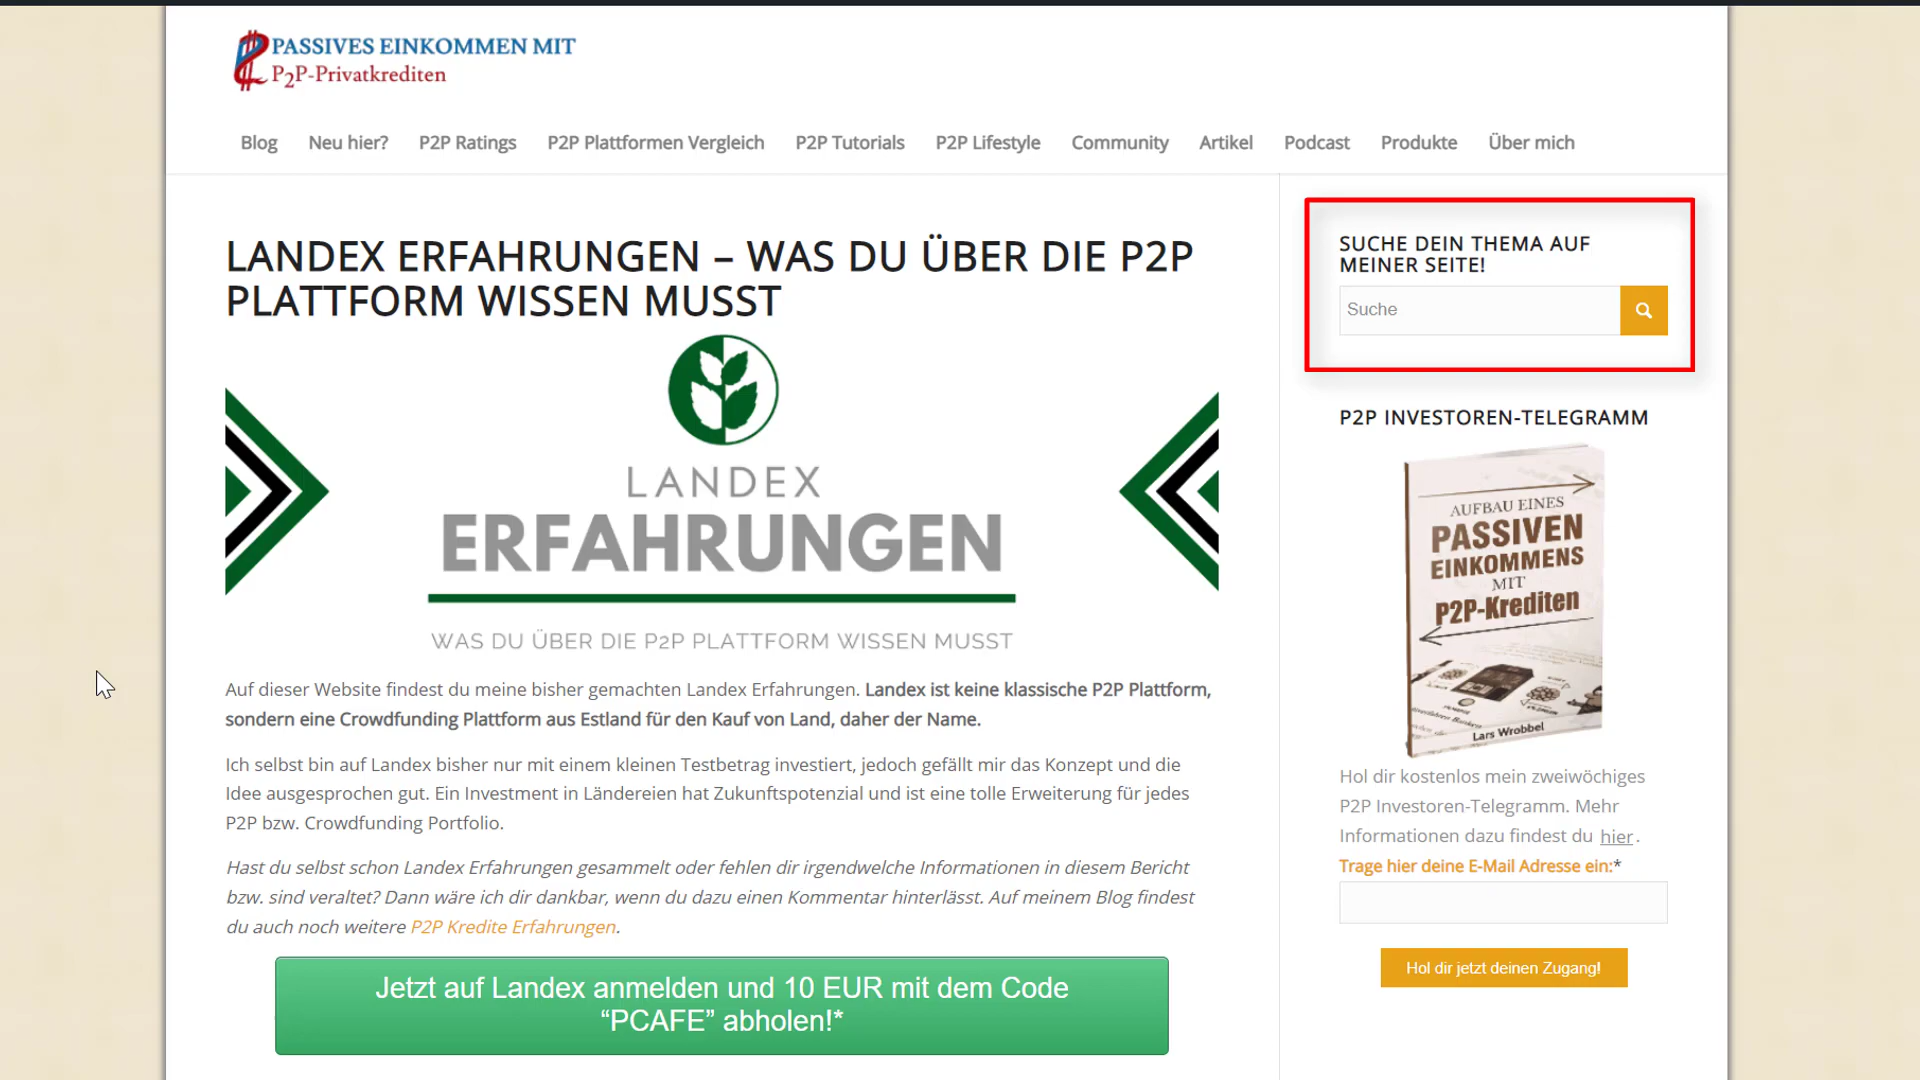 PASSIVES EINKOMMEN MIT
P2P-Privatkrediten
Blog Neu hier? P2P Ratings P2P Plattformen Vergleich P2P Tutorials P2P Lifestyle Community Artikel Podcast Produkte Über mich
LANDEX ERFAHRUNGEN – WAS DU ÜBER DIE P2P
PLATTFORM WISSEN MUSST
LANDEX
ERFAHRUNGEN
WAS DU ÜBER DIE P2P PLATTFORM WISSEN MUSST
Auf dieser Website findest du meine bisher gemachten Landex Erfahrungen. Landex ist keine klassische P2P Plattform,
sondern eine Crowdfunding Plattform aus Estland für den Kauf von Land, daher der Name.
Ich selbst bin auf Landex bisher nur mit einem kleinen Testbetrag investiert, jedoch gefällt mir das Konzept und die
Idee ausgesprochen gut. Ein Investment in Ländereien hat Zukunftspotenzial und ist eine tolle Erweiterung für jedes
P2P bzw. Crowdfunding Portfolio.
Hast du selbst schon Landex Erfahrungen gesammelt oder fehlen dir irgendwelche Informationen in diesem Bericht
bzw. sind veraltet? Dann wäre ich dir dankbar, wenn du dazu einen Kommentar hinterlässt. Auf meinem Blog findest
du auch noch weitere P2P Kredite Erfahrungen.
Jetzt auf Landex anmelden und 10 EUR mit dem Code
“PCAFE” abholen!*
SUCHE DEIN THEMA AUF
MEINER SEITE!
Suche
P2P INVESTOREN-TELEGRAMM
AUFBAU EINES
PASSIVEN
EINKOMMENS
MIT
P2P-Krediten
Lars Wrobbel
Hol dir kostenlos mein zweiwöchiges
P2P Investoren-Telegramm. Mehr
Informationen dazu findest du hier.
Trage hier deine E-Mail Adresse ein:*
Hol dir jetzt deinen Zugang!